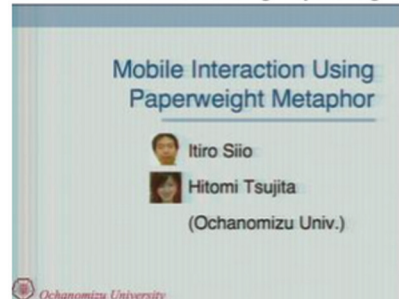 Mobile Interaction Using
Paperweight Metaphor
Itiro Siio
Hitomi Tsujita
(Ochanomizu Univ.)
Ochanomizu University